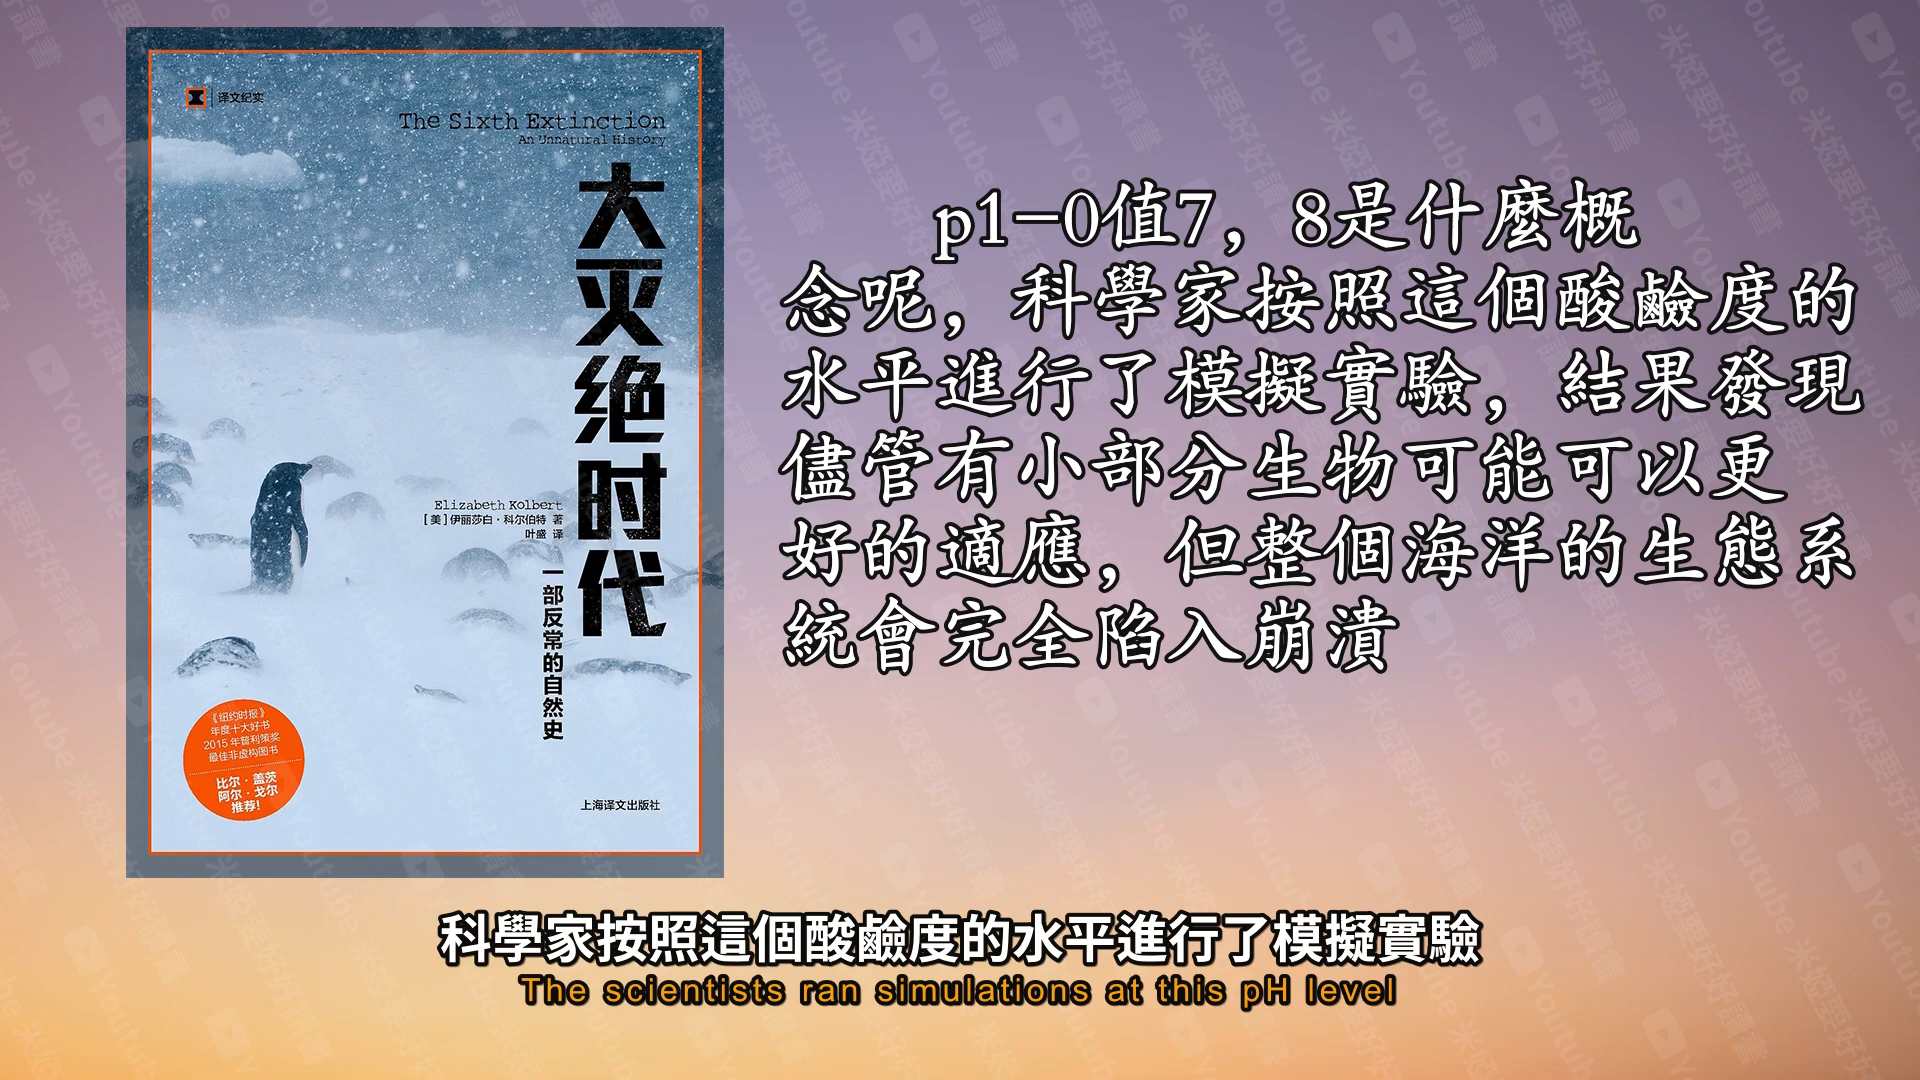 译文纪实
The Sixth Extinction
An Unnatural History
大灭绝时代
Elizabeth Kolbert
[美]伊丽莎白·科尔伯特 著
叶盛 译
一部反常的自然史
《纽约时报》
年度十大好书
2015年普利策奖
最佳非虚构图书
比尔·盖茨
阿尔·戈尔
推荐!
上海译文出版社
p1-0值7，8是什麼概
念呢，科學家按照這個酸鹼度的
水平進行了模擬實驗，結果發現
儘管有小部分生物可能可以更
好的適應，但整個海洋的生態系
統會完全陷入崩潰
科學家按照這個酸鹼度的水平進行了模擬實驗
The scientists ran simulations at this pH level
Youtube 米婭要好好讀書